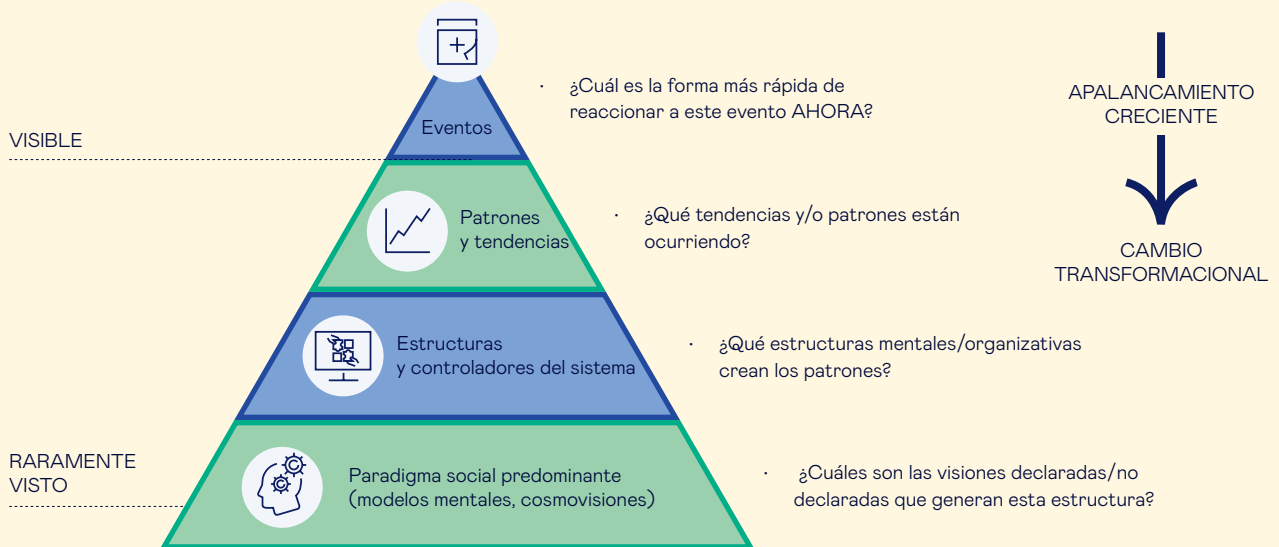 · ¿Cuál es la forma más rápida de
reaccionar a este evento AHORA?
APALANCAMIENTO
CRECIENTE
Eventos
VISIBLE
Patrones
y tendencias
· ¿Qué tendencias y/o patrones están
ocurriendo?
CAMBIO
TRANSFORMACIONAL
Estructuras
y controladores del sistema
· ¿Qué estructuras mentales/organizativas
crean los patrones?
RARAMENTE
VISTO
Paradigma social predominante
(modelos mentales, cosmovisiones)
· ¿Cuáles son las visiones declaradas/no
declaradas que generan esta estructura?